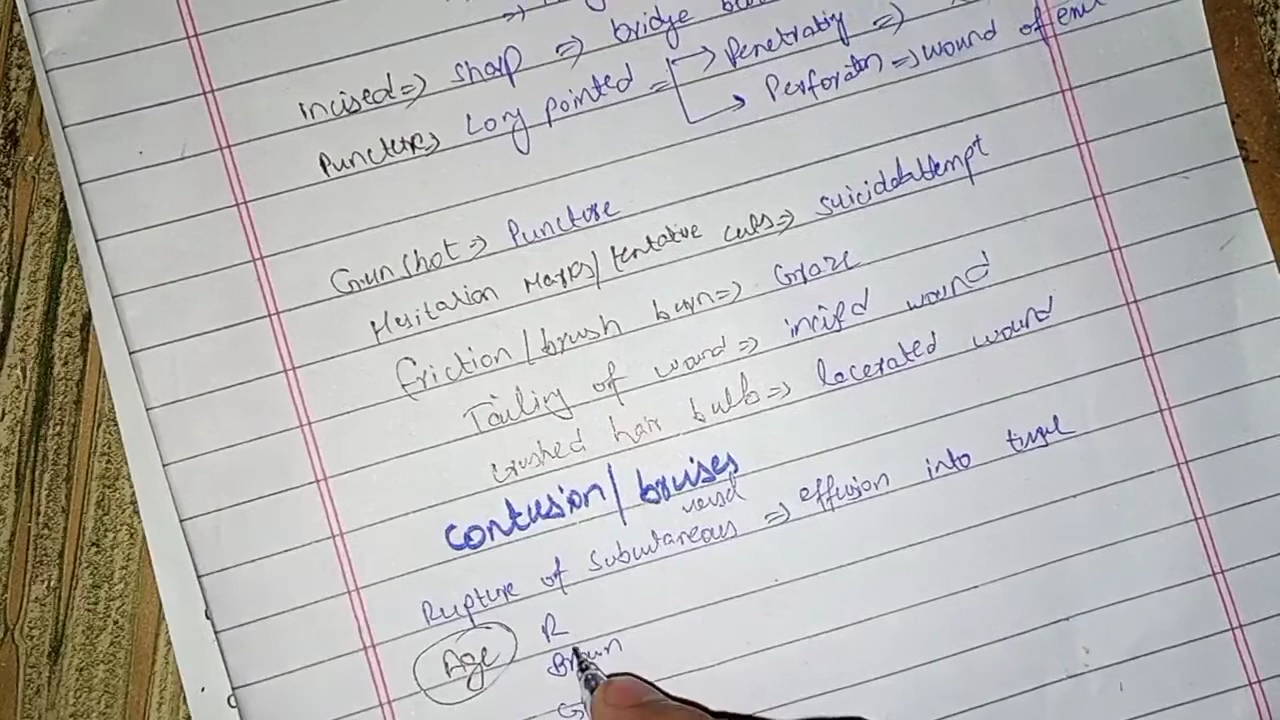 ⇒
incised ⇒ sharp ⇒ bridge
Puncture ⇒ Long pointed = → Penetrating ⇒
→ Perforation ⇒ wound of
Gunshot ⇒ Puncture
Hesitation Marks/tentative cuts ⇒ suicidal attempt
friction/brush burn ⇒ Graze
Tailing of wound ⇒ incised wound
crushed hair bulb ⇒ lacerated wound
contusion/bruises
Rupture of subcutaneous vessel ⇒ effusion into tissue
Age R
Brown
G